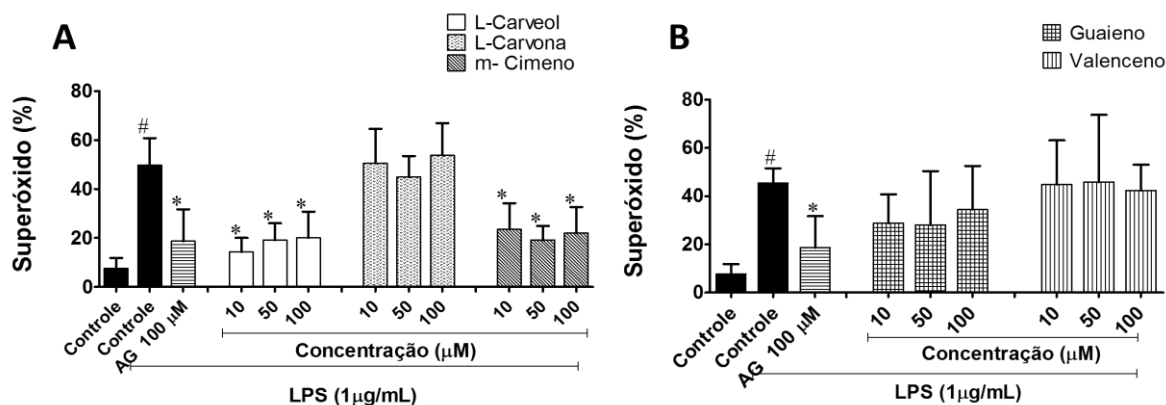 A
L-Carveol
L-Carvona
m- Cimeno
Superóxido (%)
80
60
40
20
0
#
*
*
*
*
*
*
*
Controle
Controle
AG 100 μM
10
50
100
10
50
100
10
50
100
Concentração (μM)
LPS (1μg/mL)
B
Guaieno
Valenceno
Superóxido (%)
80
60
40
20
0
#
*
Controle
Controle
AG 100 μM
10
50
100
10
50
100
Concentração (μM)
LPS (1μg/mL)